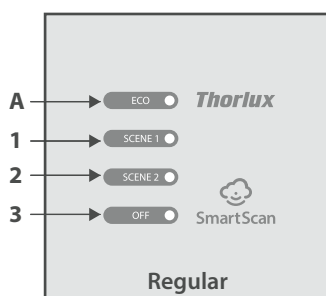 A ECO Thorlux
1 SCENE 1
2 SCENE 2
3 OFF SmartScan
Regular